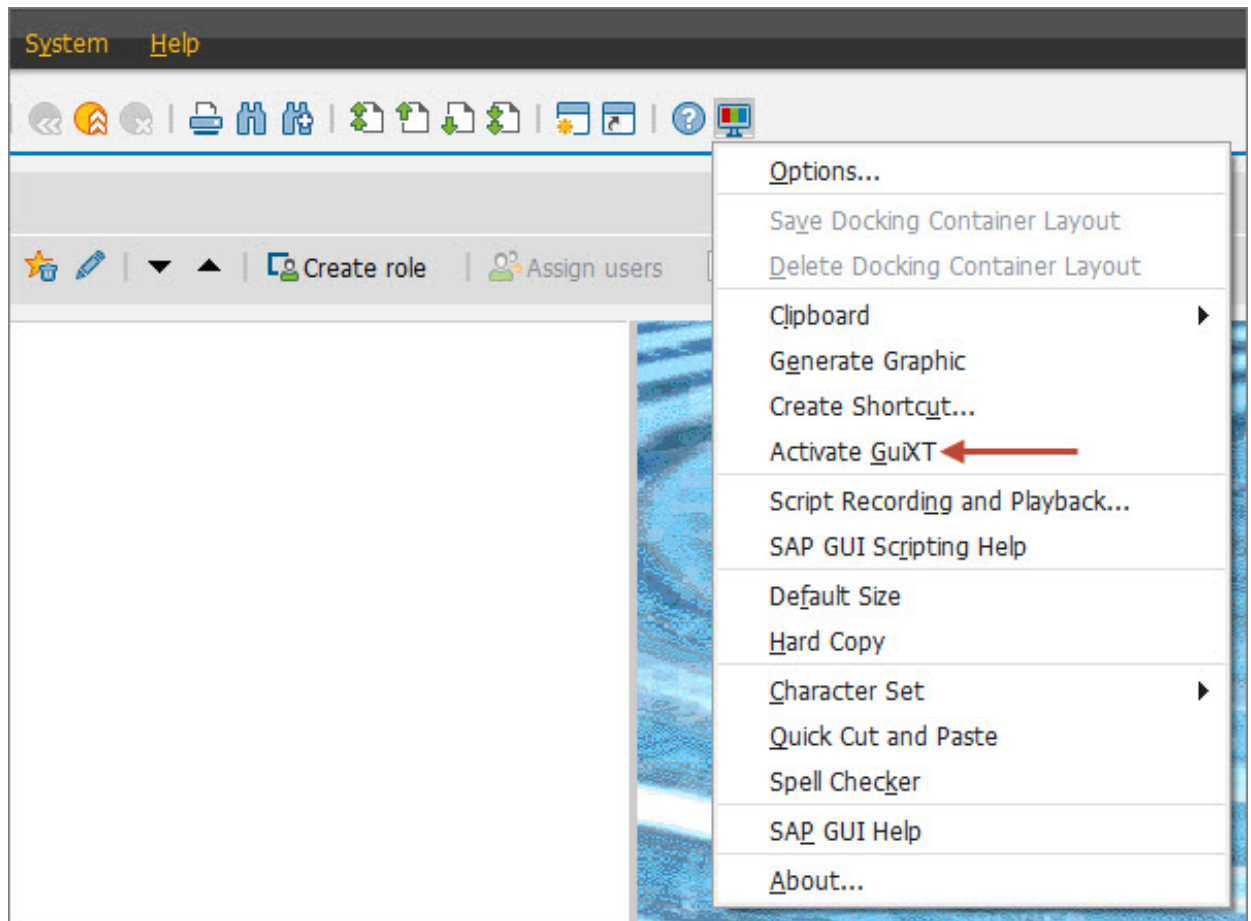 System Help
Options...
Save Docking Container Layout
Create role Assign users
Delete Docking Container Layout
Clipboard
Generate Graphic
Create Shortcut...
Activate GuiXT
Script Recording and Playback...
SAP GUI Scripting Help
Default Size
Hard Copy
Character Set
Quick Cut and Paste
Spell Checker
SAP GUI Help
About...